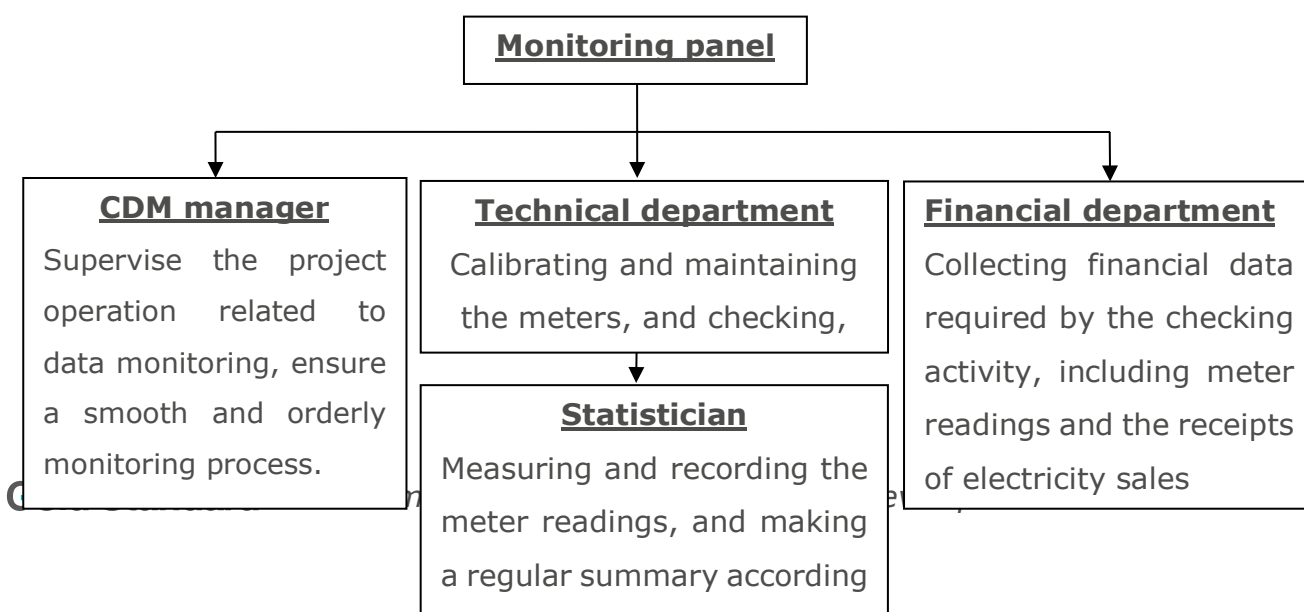 Monitoring panel
CDM manager
Supervise the project
operation related to
data monitoring, ensure
a smooth and orderly
monitoring process.
Technical department
Calibrating and maintaining
the meters, and checking,
Statistician
Measuring and recording the
meter readings, and making
a regular summary according
Financial department
Collecting financial data
required by the checking
activity, including meter
readings and the receipts
of electricity sales